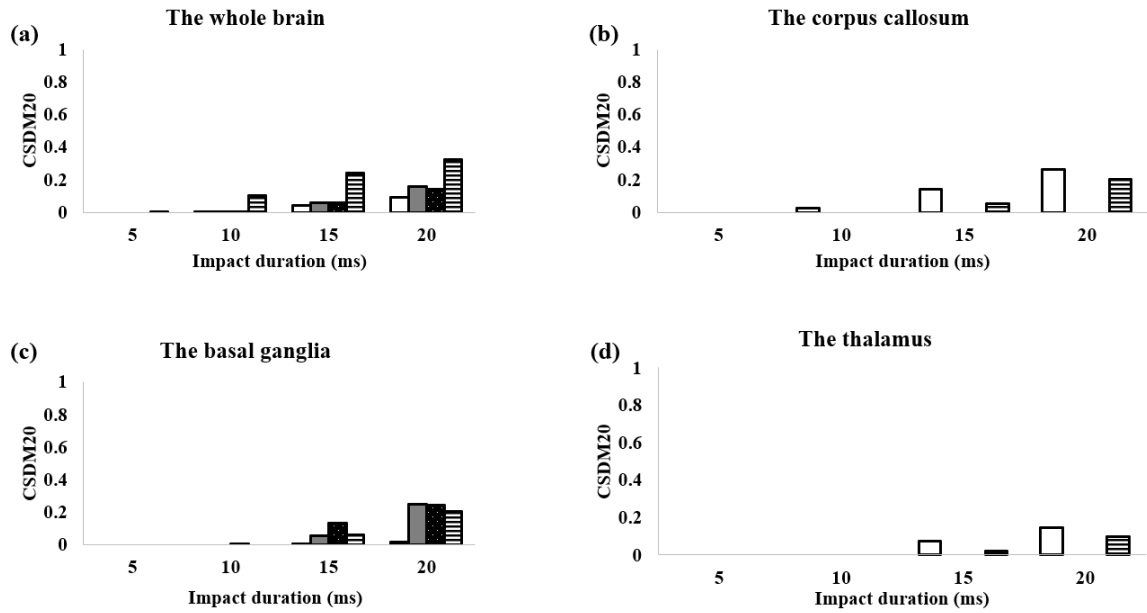 (a)
The whole brain
1
0.8
0.6
0.4
0.2
0
CSDM20
5 10 15 20
Impact duration (ms)
(b)
The corpus callosum
1
0.8
0.6
0.4
0.2
0
CSDM20
5 10 15 20
Impact duration (ms)
(c)
The basal ganglia
1
0.8
0.6
0.4
0.2
0
CSDM20
5 10 15 20
Impact duration (ms)
(d)
The thalamus
1
0.8
0.6
0.4
0.2
0
CSDM20
5 10 15 20
Impact duration (ms)